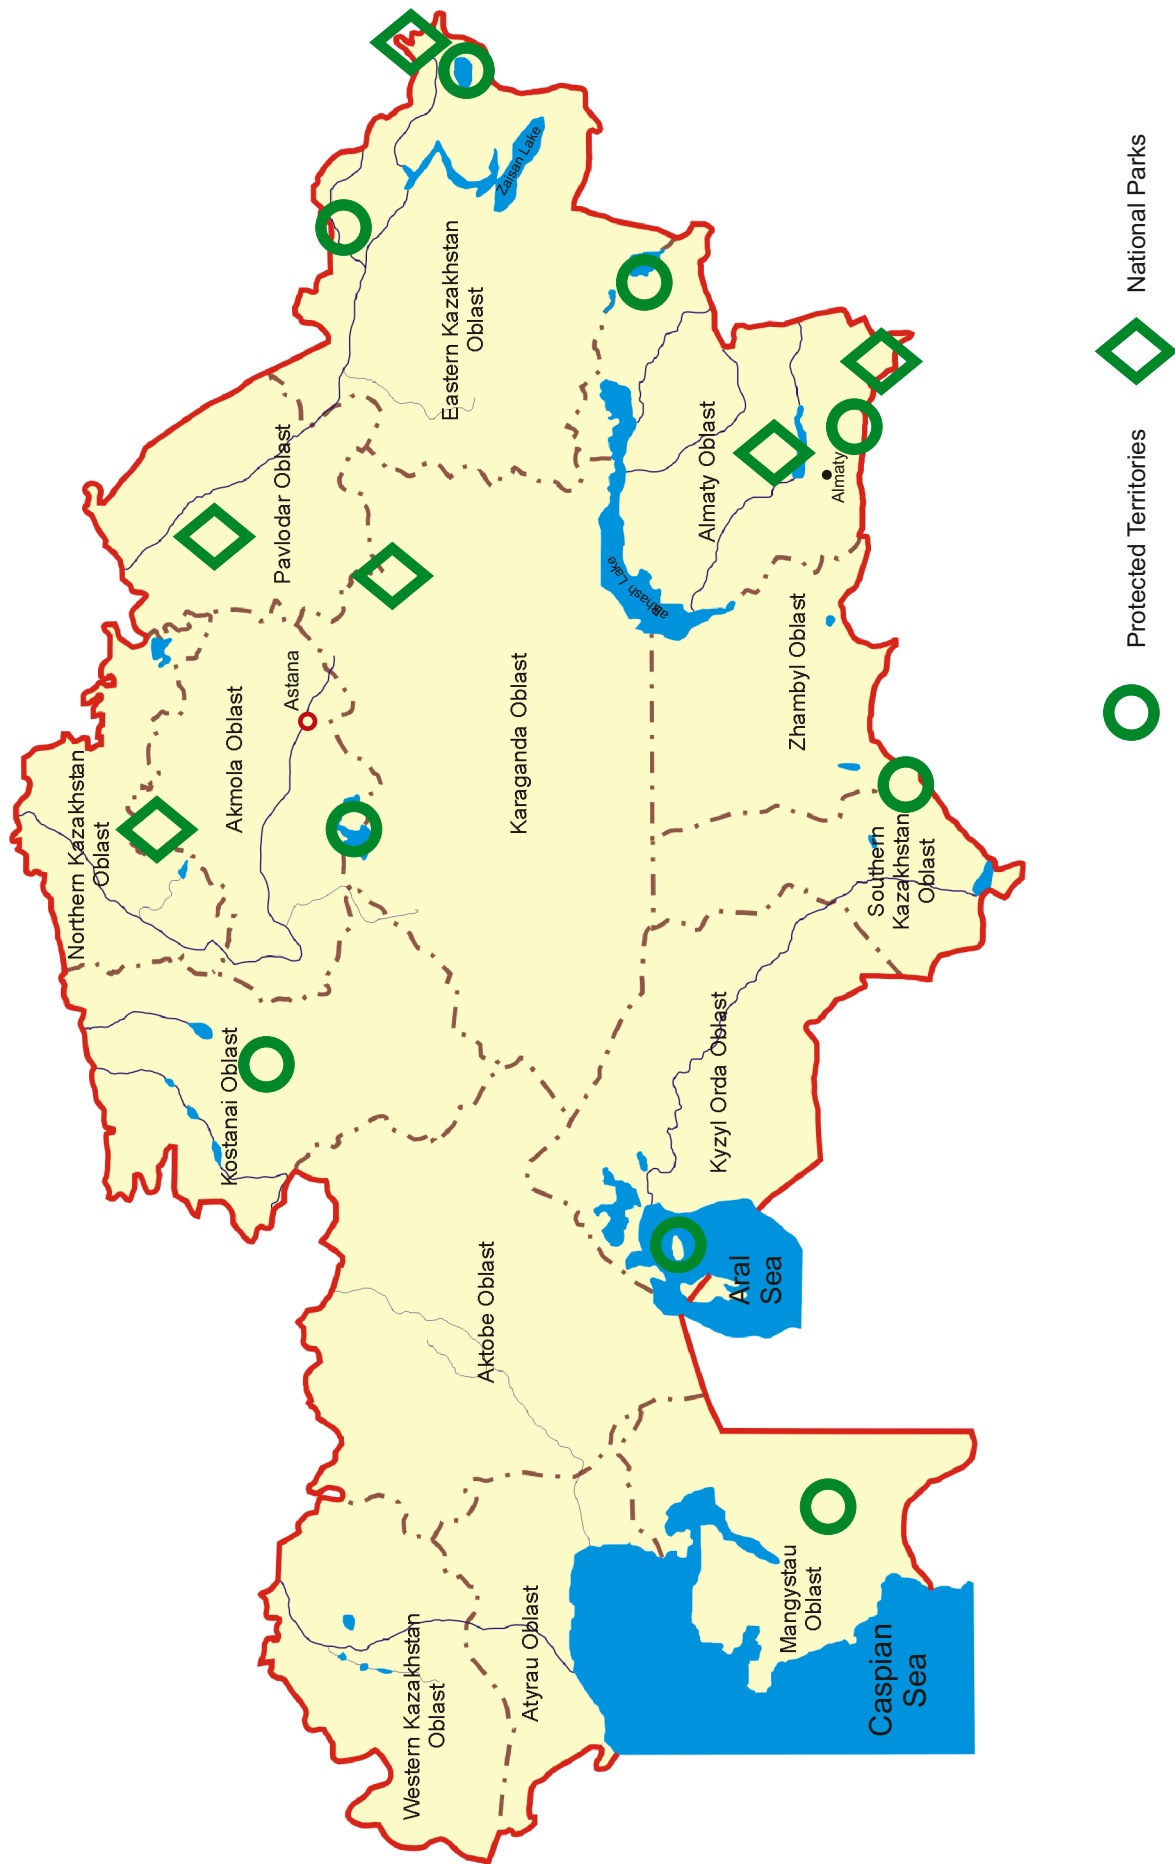 Northern Kazakhstan
Oblast
Kostanai Oblast
Akmola Oblast
Astana
Pavlodar Oblast
Eastern Kazakhstan
Oblast
Zaisan Lake
Western Kazakhstan
Oblast
Atyrau Oblast
Aktobe Oblast
Karaganda Oblast
Almaty Oblast
Almaty
Mangystau
Oblast
Caspian
Sea
Aral
Sea
Kyzyl Orda Oblast
Southern
Kazakhstan
Oblast
Zhambyl Oblast
Protected Territories
National Parks